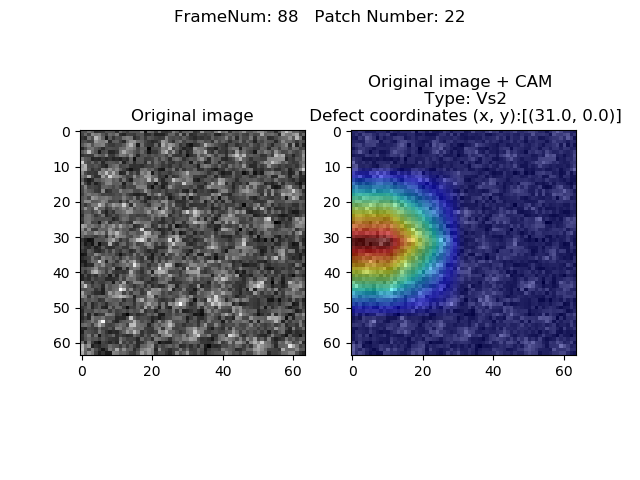 FrameNum: 88   Patch Number: 22
Original image
Original image + CAM
Type: Vs2
Defect coordinates (x, y):[(31.0, 0.0)]
0
10
20
30
40
50
60
0 20 40 60
0
10
20
30
40
50
60
0 20 40 60